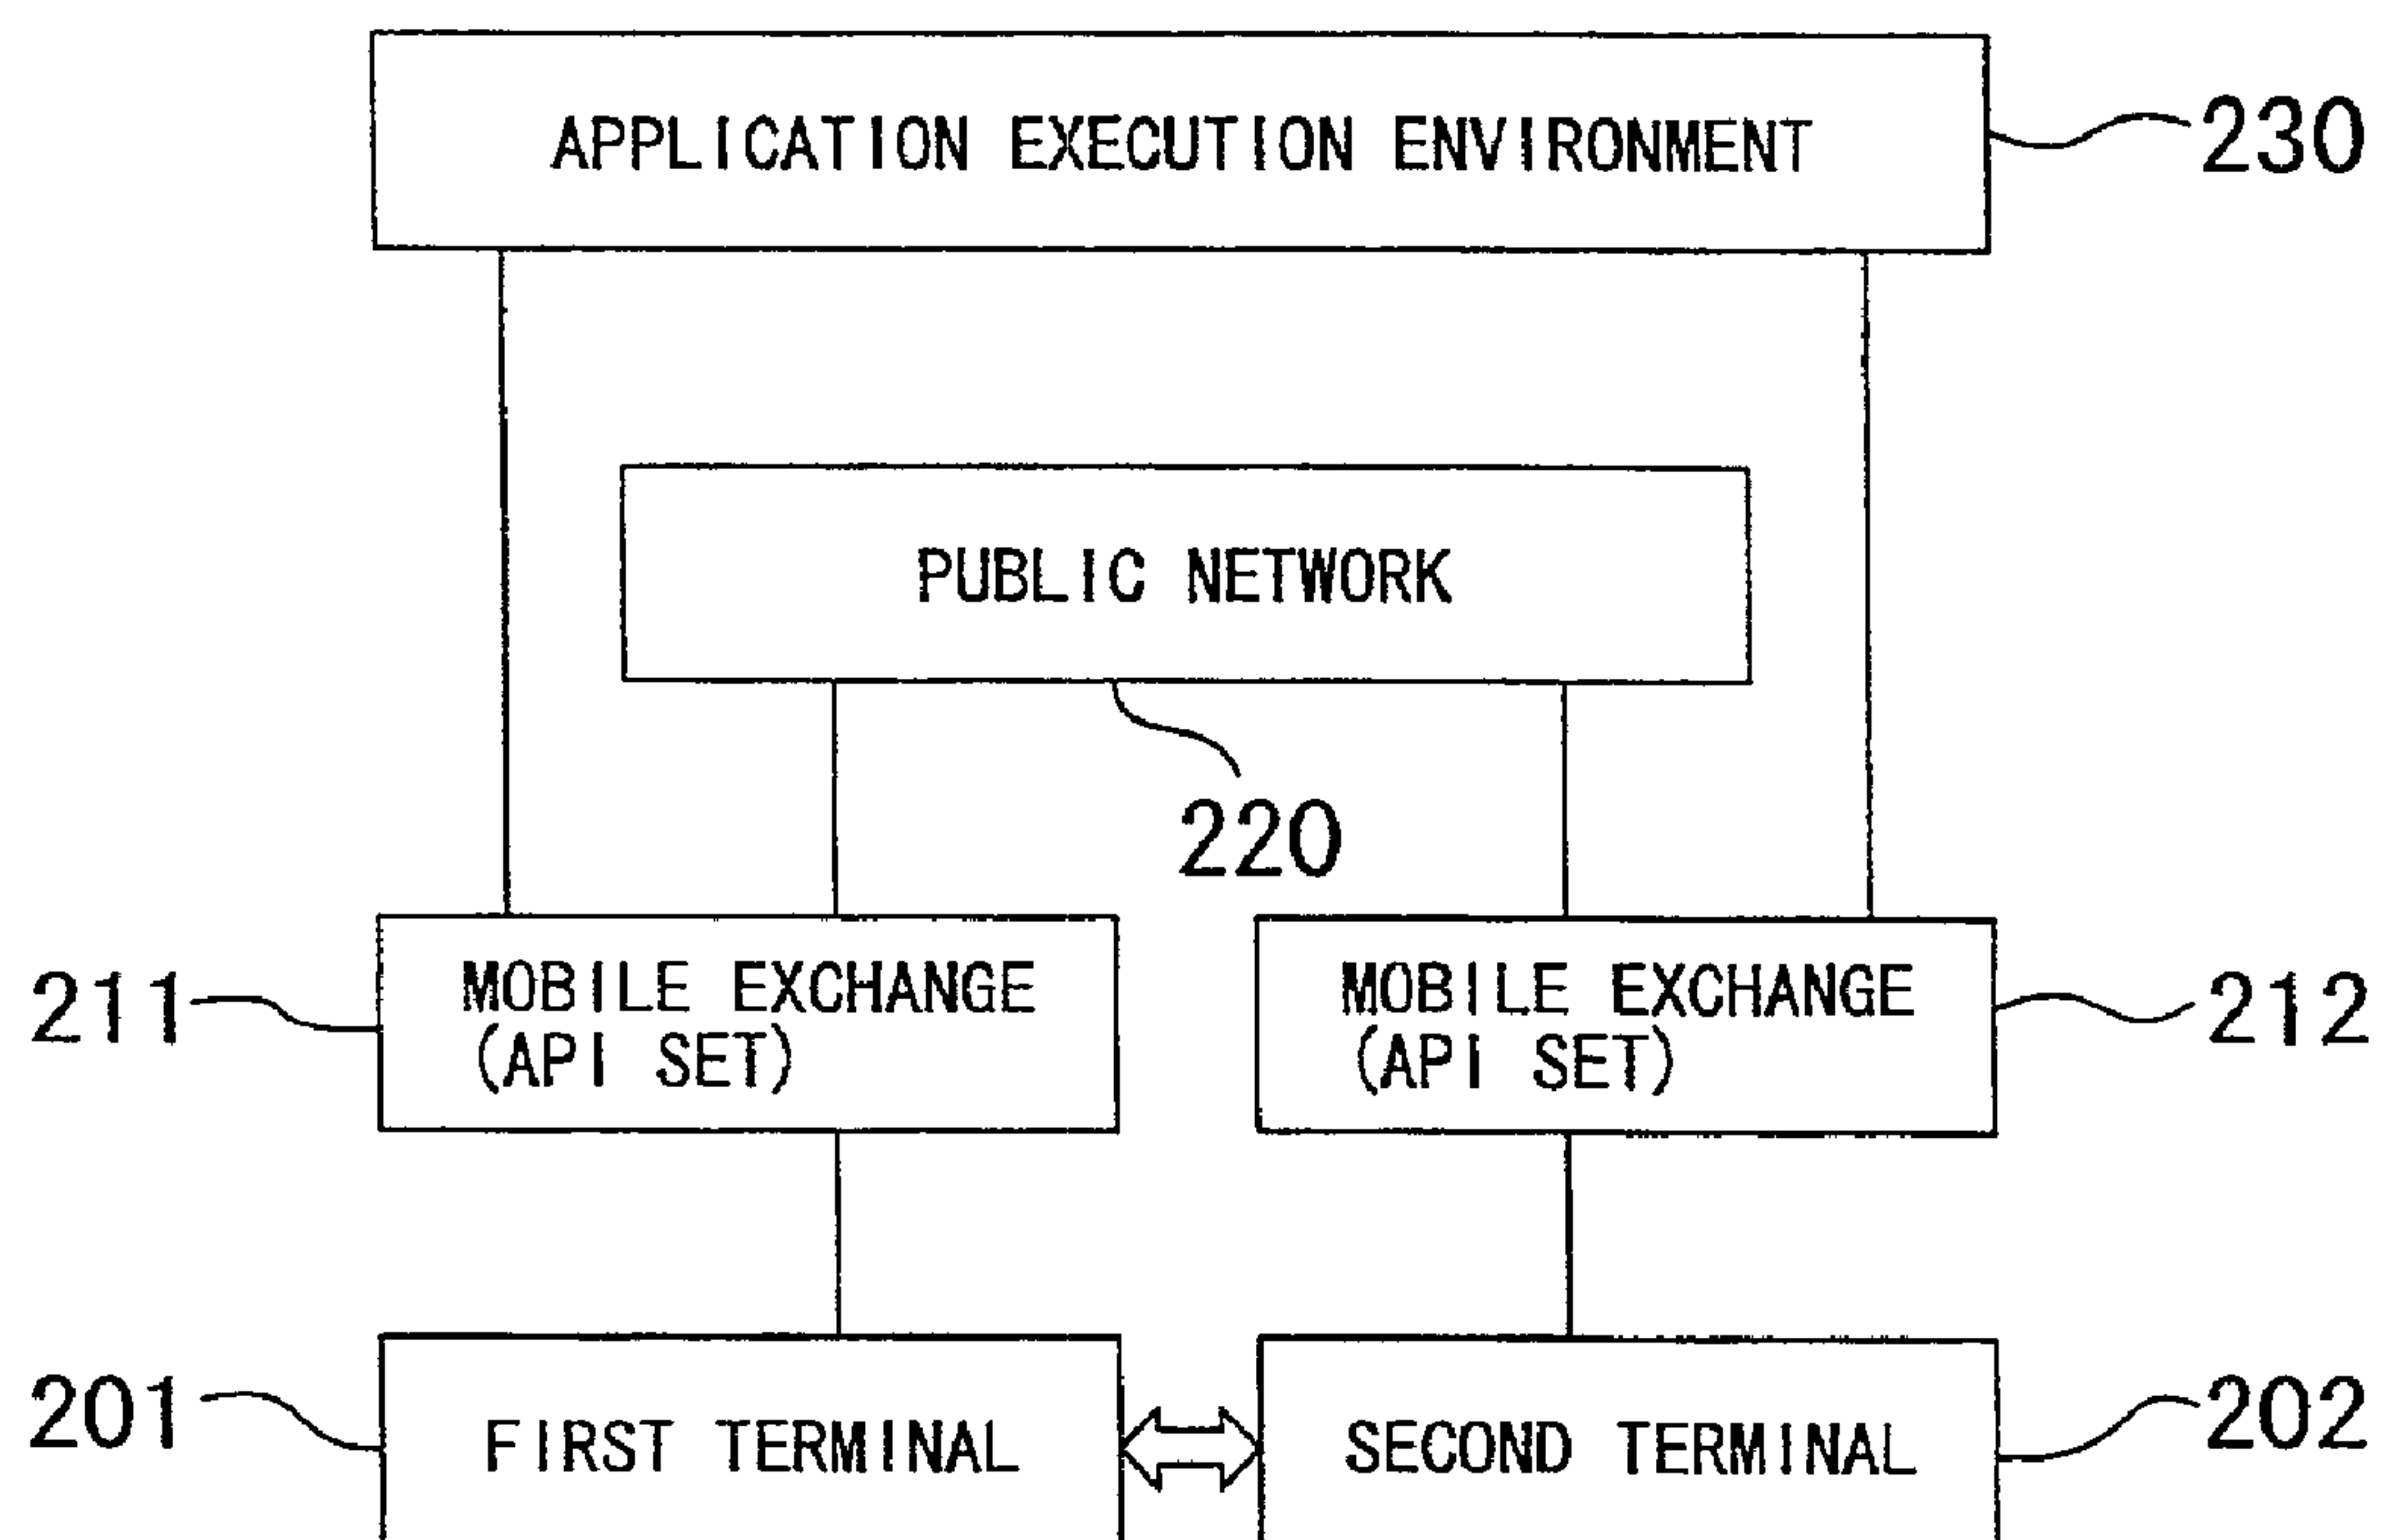 APPLICATION EXECUTION ENVIRONMENT
230
PUBLIC NETWORK
220
211
MOBILE EXCHANGE
(API SET)
MOBILE EXCHANGE
(API SET)
212
201
FIRST TERMINAL
SECOND TERMINAL
202